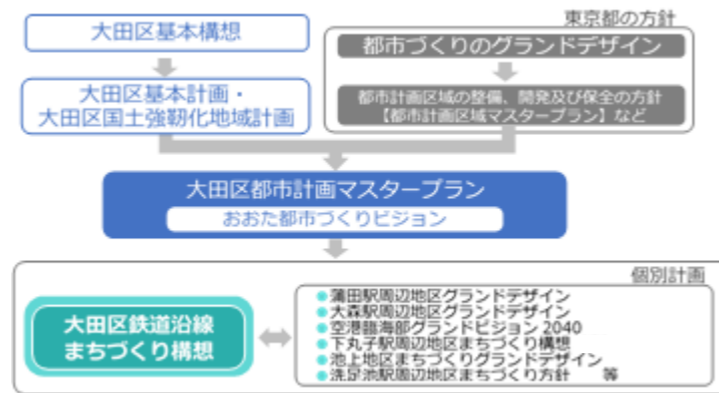 大田区基本構想
大田区基本計画・
大田区国土強靭化地域計画
東京都の方針
都市づくりのグランドデザイン
都市計画区域の整備、開発及び保全の方針
【都市計画区域マスタープラン】など
大田区都市計画マスタープラン
おおた都市づくりビジョン
個別計画
大田区鉄道沿線
まちづくり構想
●蒲田駅周辺地区グランドデザイン
●大森駅周辺地区グランドデザイン
●空港臨海部グランドビジョン 2040
●下丸子駅周辺地区まちづくり構想
●池上地区まちづくりグランドデザイン
●洗足池駅周辺地区まちづくり方針　等